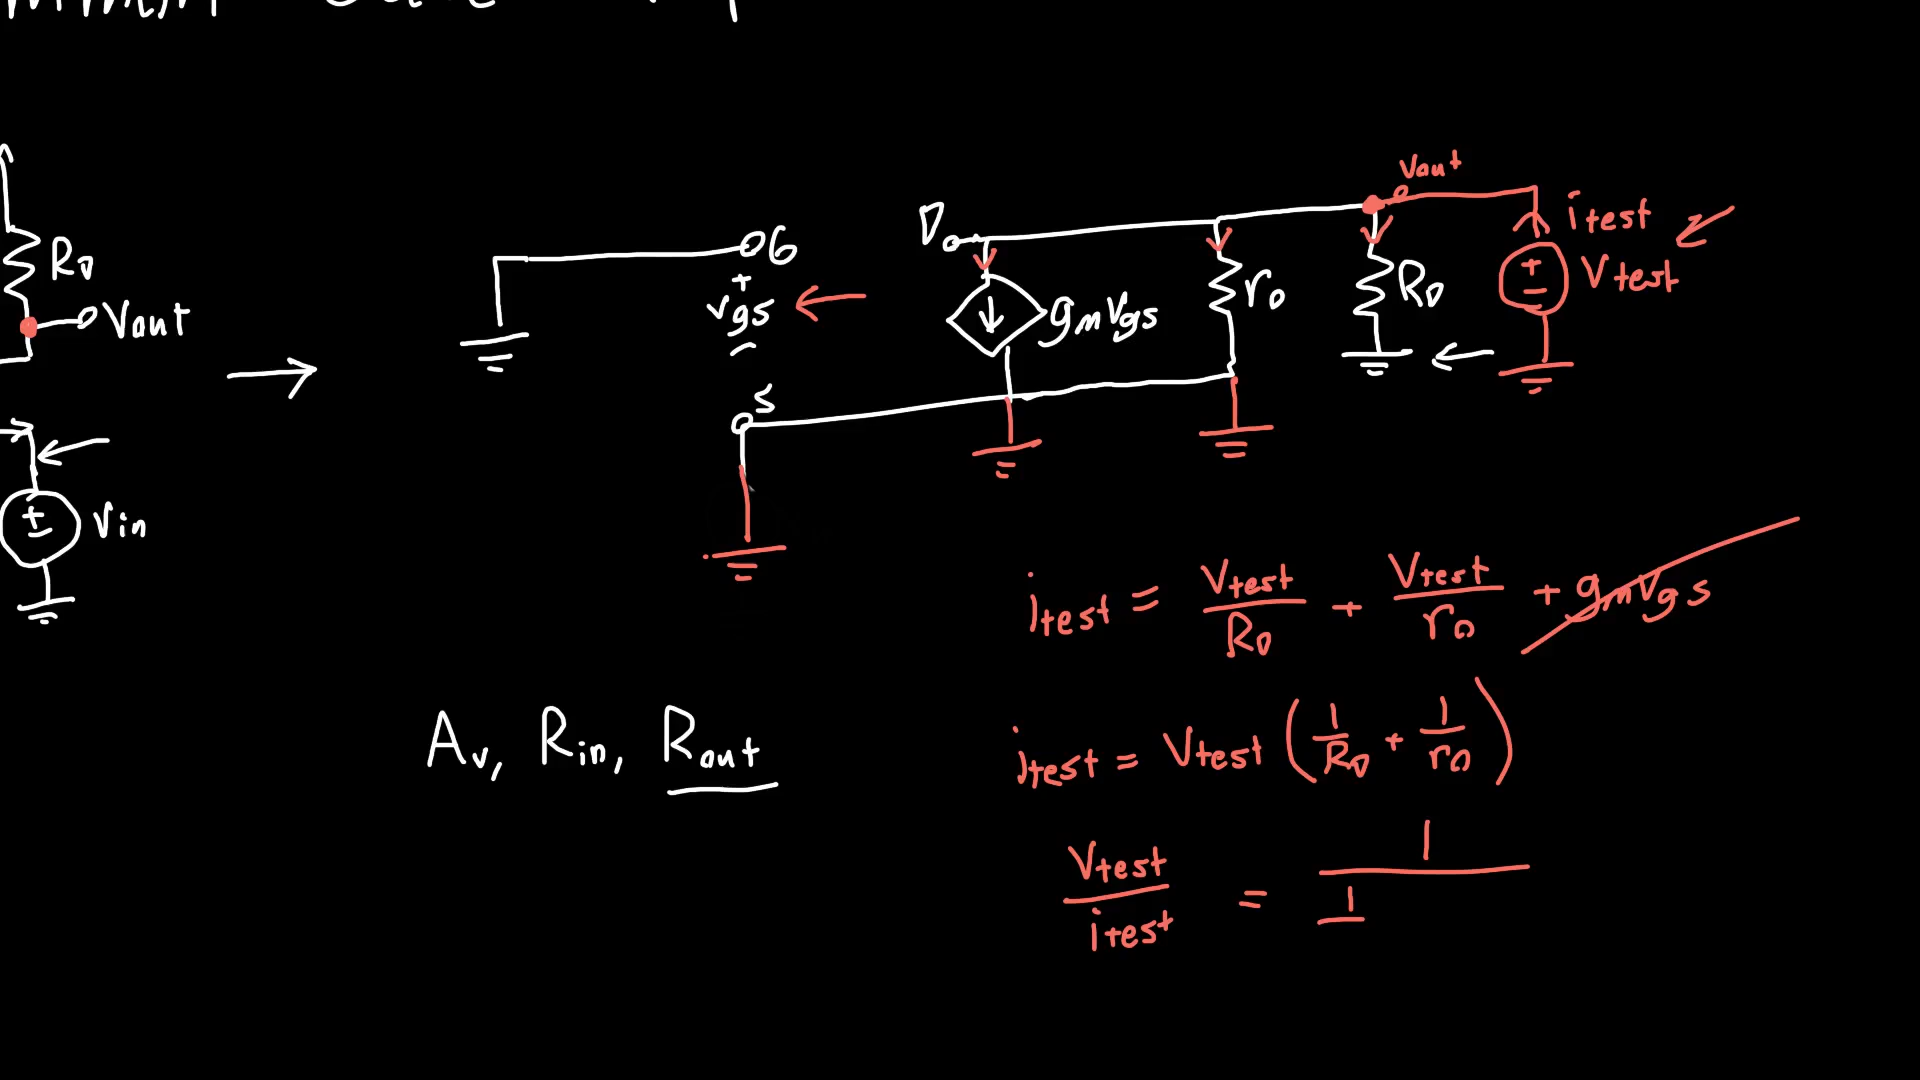 Vout
D
itest
G
+
RD
vgs
gmVgs
ro
RD
+
Vtest
Vout
–
S
+
–
Vin
itest = Vtest/RD + Vtest/ro + gmVgs
Av, Rin, Rout
itest = Vtest (1/RD + 1/ro)
Vtest/itest = 1/1